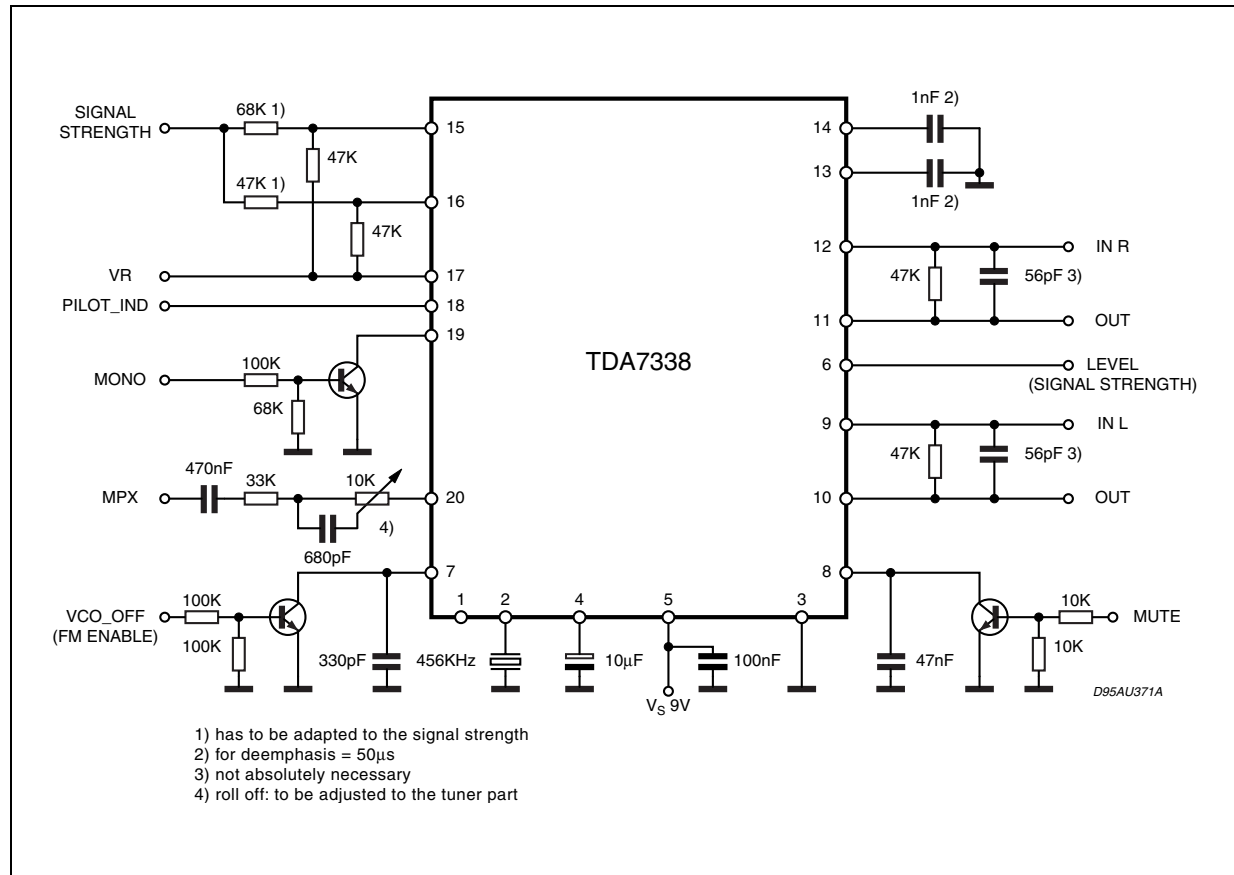 SIGNAL
STRENGTH
68K 1)
15
47K
47K 1)
16
47K
VR
17
PILOT_IND
18
19
MONO
100K
68K
470nF
MPX
33K
10K
20
4)
680pF
7
VCO_OFF
(FM ENABLE)
100K
100K
330pF
1
2
4
5
3
456KHz
10μF
100nF
VS 9V
TDA7338
1nF 2)
14
13
1nF 2)
12
IN R
47K
56pF 3)
11
OUT
6
LEVEL
(SIGNAL STRENGTH)
9
IN L
47K
56pF 3)
10
OUT
8
10K
MUTE
47nF
10K
D95AU371A
1) has to be adapted to the signal strength
2) for deemphasis = 50μs
3) not absolutely necessary
4) roll off: to be adjusted to the tuner part